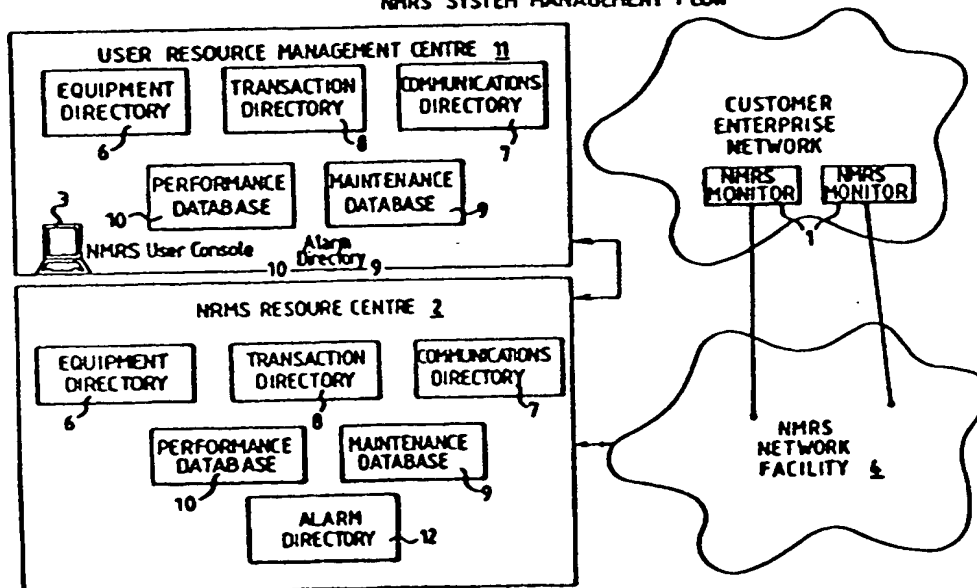 NMRS SYSTEM MANAGEMENT FLOW
USER RESOURCE MANAGEMENT CENTRE 11
EQUIPMENT
DIRECTORY
6
TRANSACTION
DIRECTORY
8
COMMUNICATIONS
DIRECTORY
7
PERFORMANCE
DATABASE
10
MAINTENANCE
DATABASE
9
3
NMRS User Console
Alarm
Directory
10
9
NRMS RESOURE CENTRE 2
EQUIPMENT
DIRECTORY
6
TRANSACTION
DIRECTORY
8
COMMUNICATIONS
DIRECTORY
7
PERFORMANCE
DATABASE
10
MAINTENANCE
DATABASE
9
ALARM
DIRECTORY
12
CUSTOMER
ENTERPRISE
NETWORK
NMRS
MONITOR
NMRS
MONITOR
1
NMRS
NETWORK
FACILITY 4